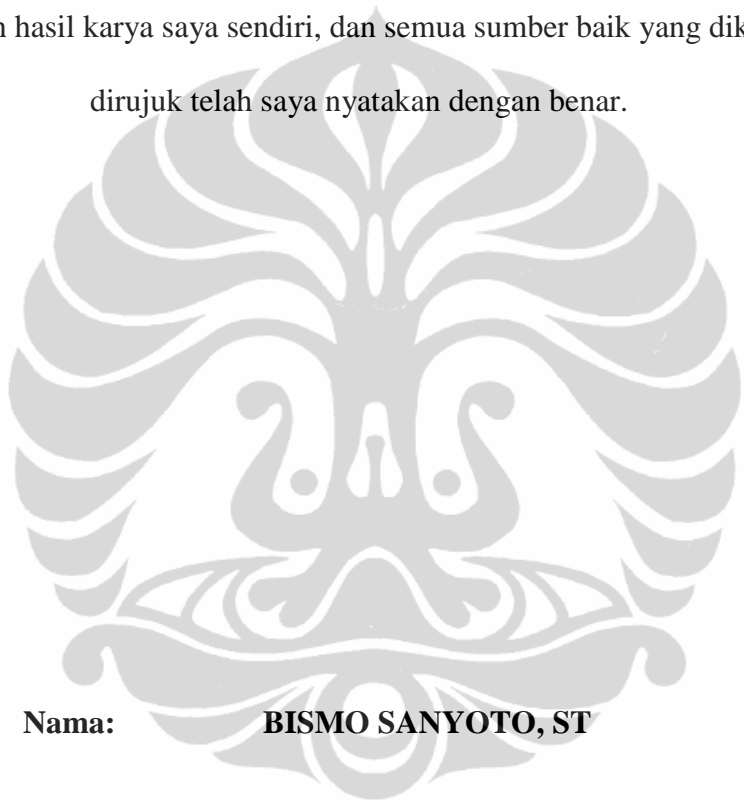 hasil karya saya sendiri, dan semua sumber baik yang
dirujuk telah saya nyatakan dengan benar.
Nama: BISMO SANYOTO, ST